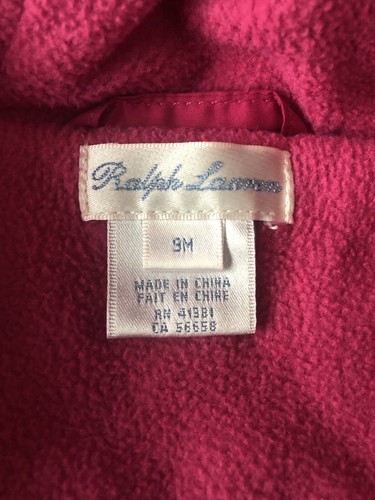 Ralph Lauren
9M
MADE IN CHINA
FAIT EN CHINE
RN 41381
CA 56658